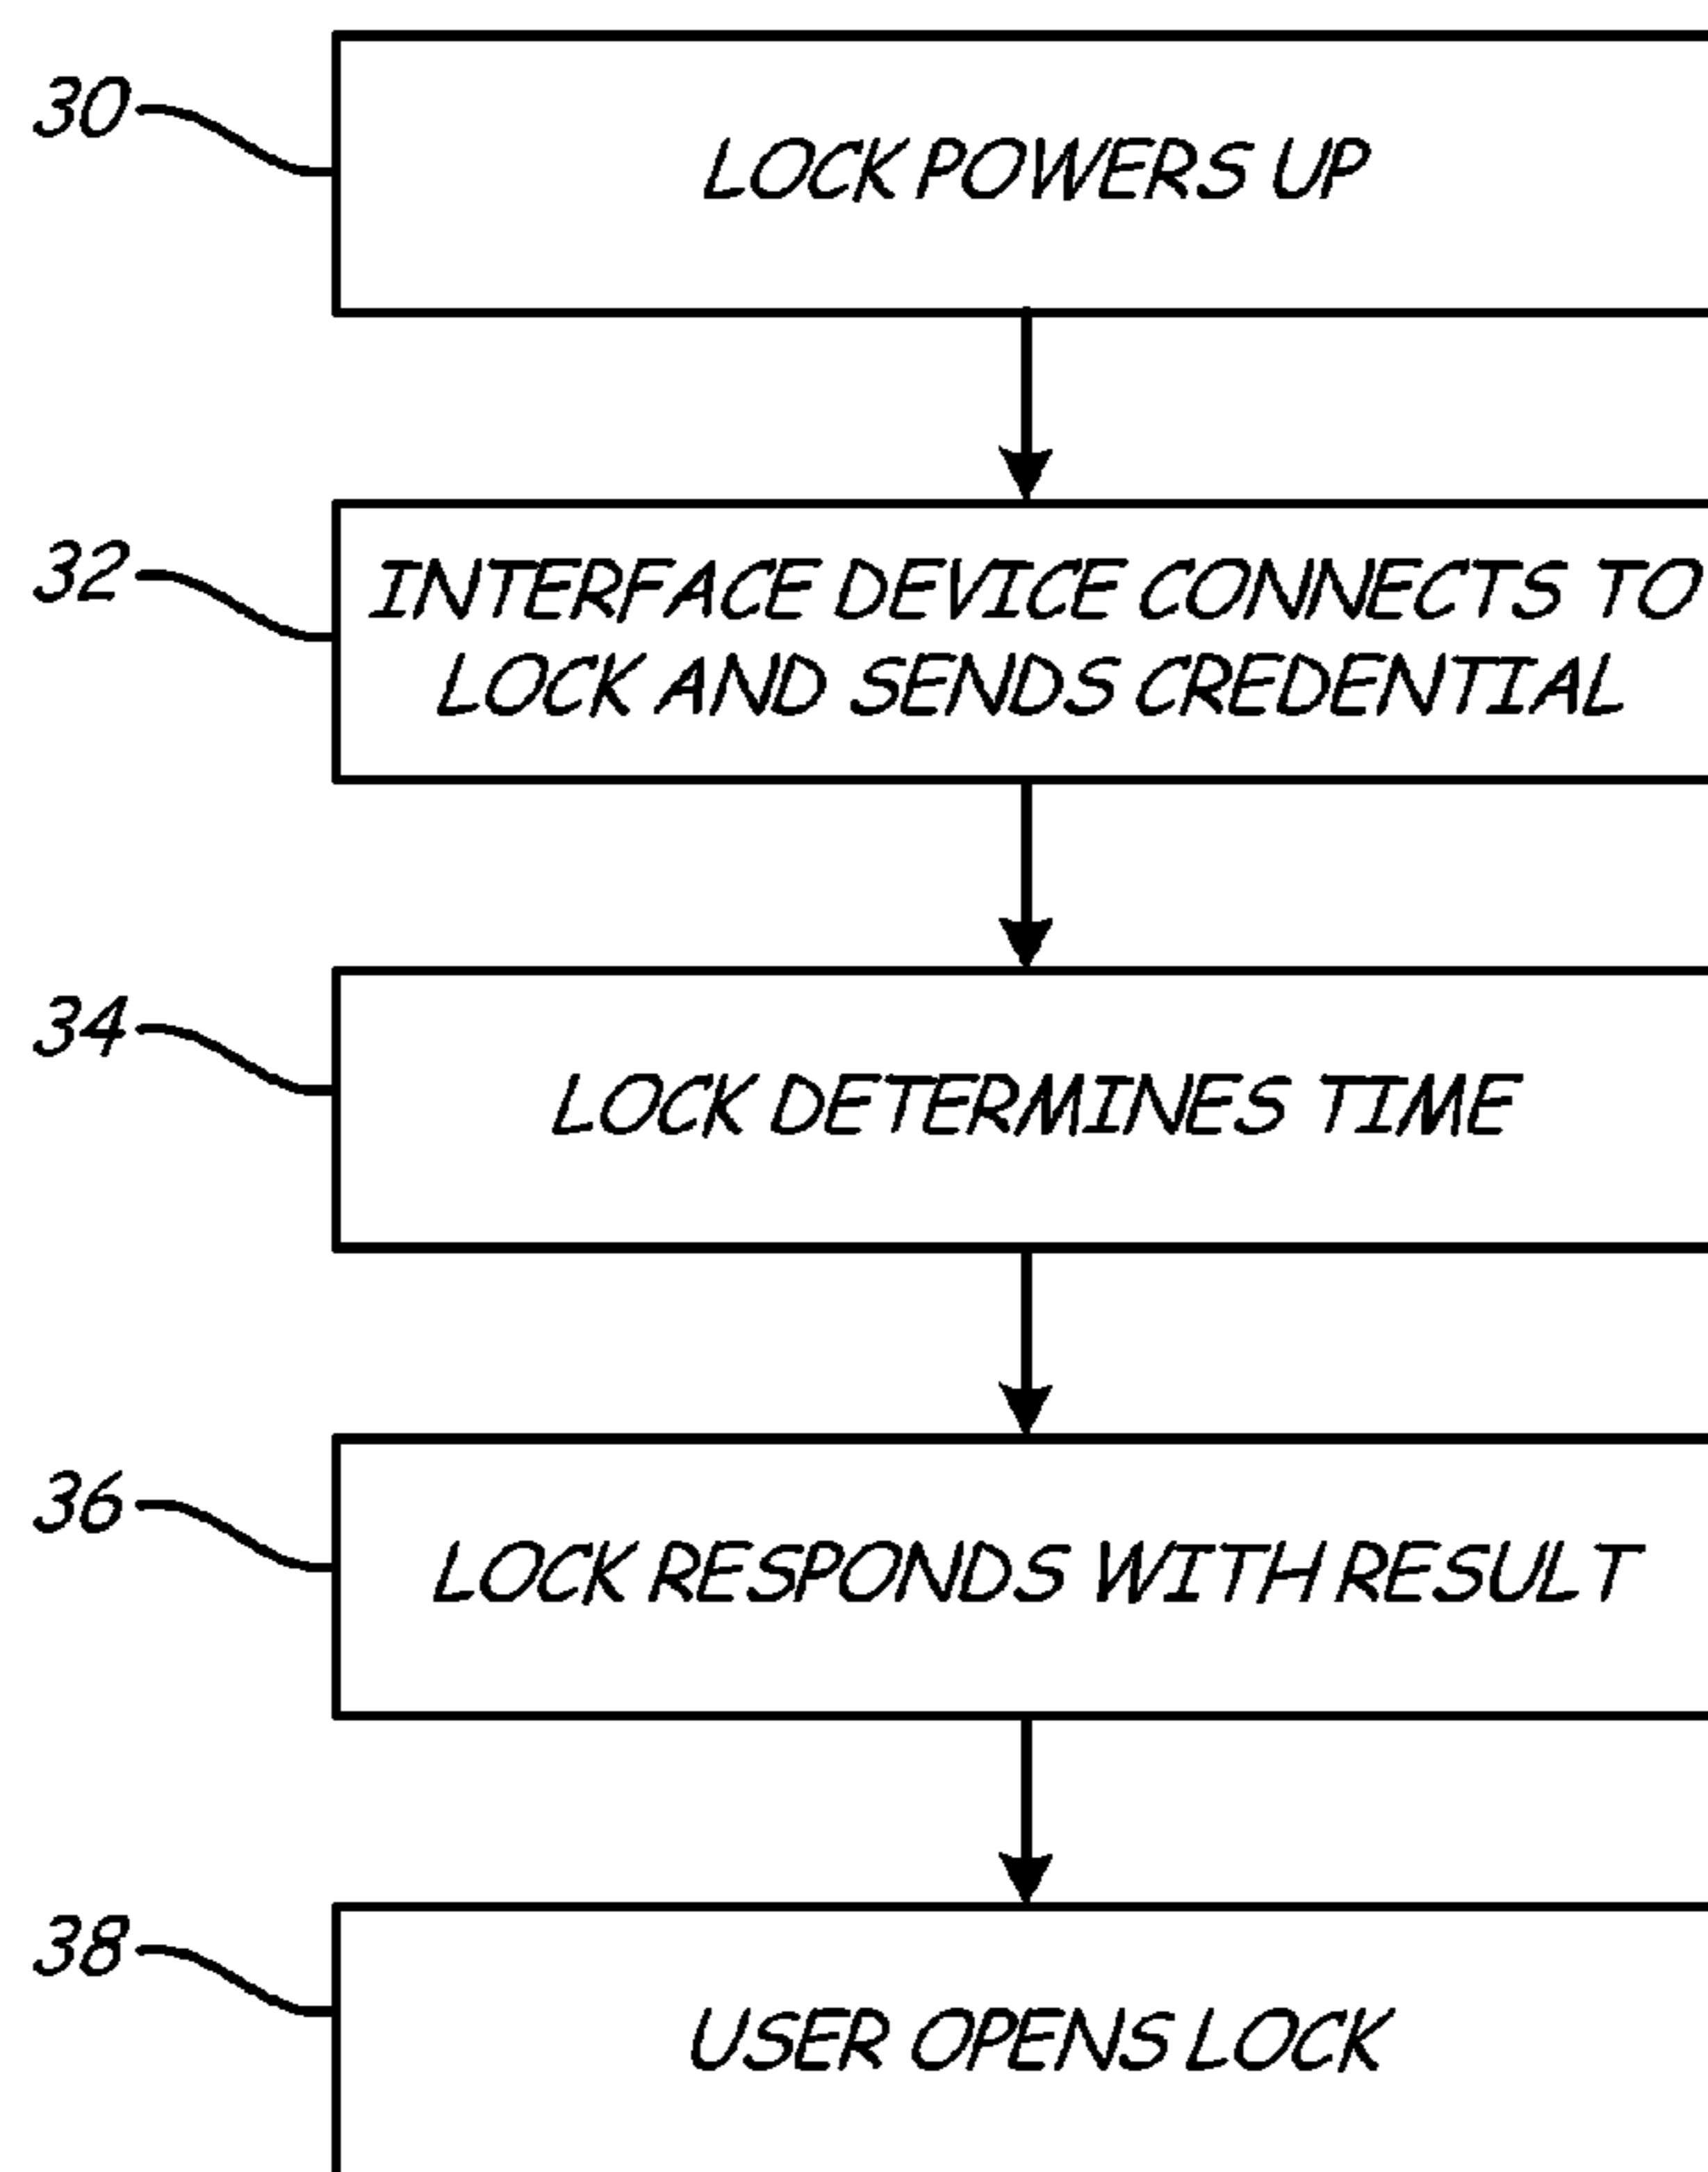 30
LOCK POWERS UP
32
INTERFACE DEVICE CONNECTS TO
LOCK AND SENDS CREDENTIAL
34
LOCK DETERMINES TIME
36
LOCK RESPONDS WITH RESULT
38
USER OPENS LOCK